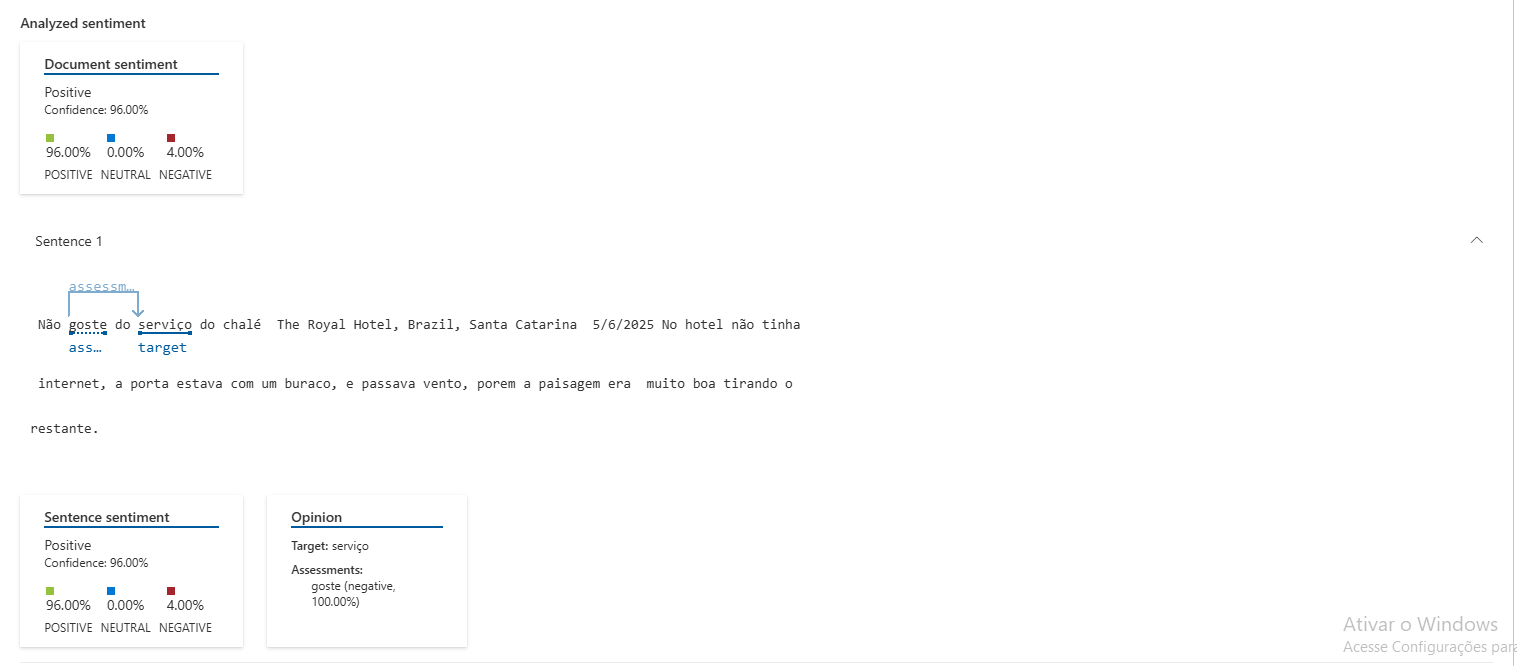 Analyzed sentiment
Document sentiment
Positive
Confidence: 96.00%
96.00% 0.00% 4.00%
POSITIVE NEUTRAL NEGATIVE
Sentence 1
assessm…
Não goste do serviço do chalé  The Royal Hotel, Brazil, Santa Catarina  5/6/2025 No hotel não tinha
ass… target
internet, a porta estava com um buraco, e passava vento, porem a paisagem era  muito boa tirando o
restante.
Sentence sentiment
Positive
Confidence: 96.00%
96.00% 0.00% 4.00%
POSITIVE NEUTRAL NEGATIVE
Opinion
Target: serviço
Assessments:
goste (negative,
100.00%)
Ativar o Windows
Acesse Configurações para